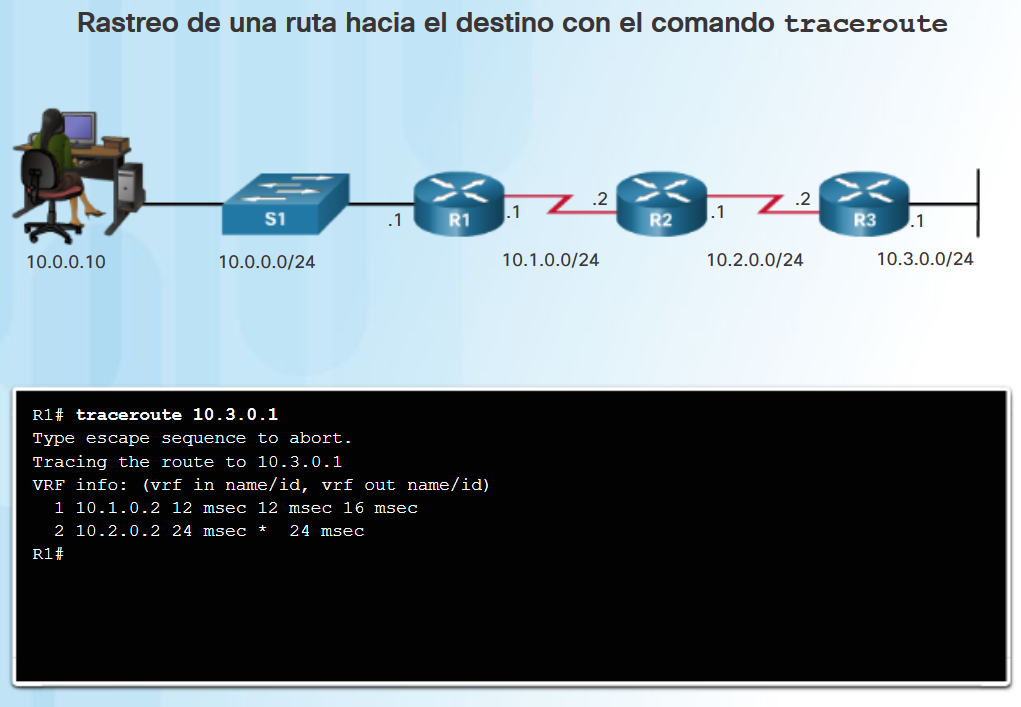 Rastreo de una ruta hacia el destino con el comando traceroute
.2
.2
S1
.1
R1
.1
R2
.1
R3
.1
10.0.0.10
10.0.0.0/24
10.1.0.0/24
10.2.0.0/24
10.3.0.0/24
R1# traceroute 10.3.0.1
Type escape sequence to abort.
Tracing the route to 10.3.0.1
VRF info: (vrf in name/id, vrf out name/id)
1 10.1.0.2 12 msec 12 msec 16 msec
2 10.2.0.2 24 msec *  24 msec
R1#